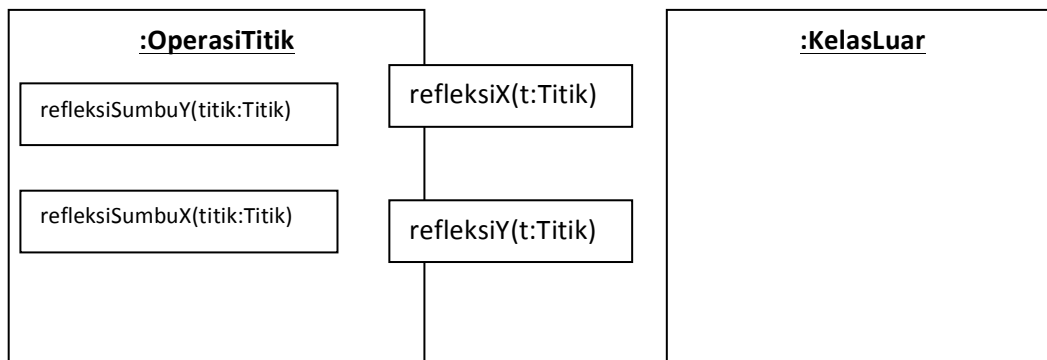 :OperasiTitik
refleksiSumbuY(titik:Titik)
refleksiSumbuX(titik:Titik)
refleksiX(t:Titik)
refleksiY(t:Titik)
:KelasLuar